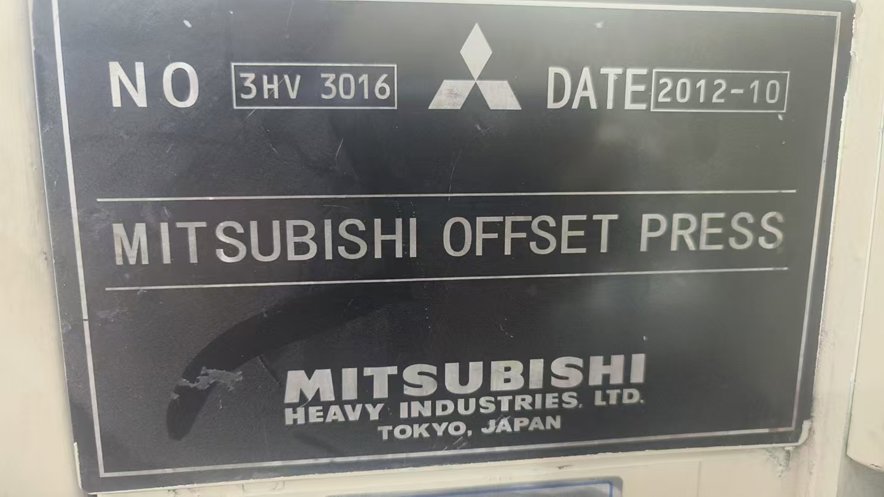 NO 3HV 3016 DATE 2012-10
MITSUBISHI OFFSET PRESS
MITSUBISHI
HEAVY INDUSTRIES, LTD.
TOKYO, JAPAN